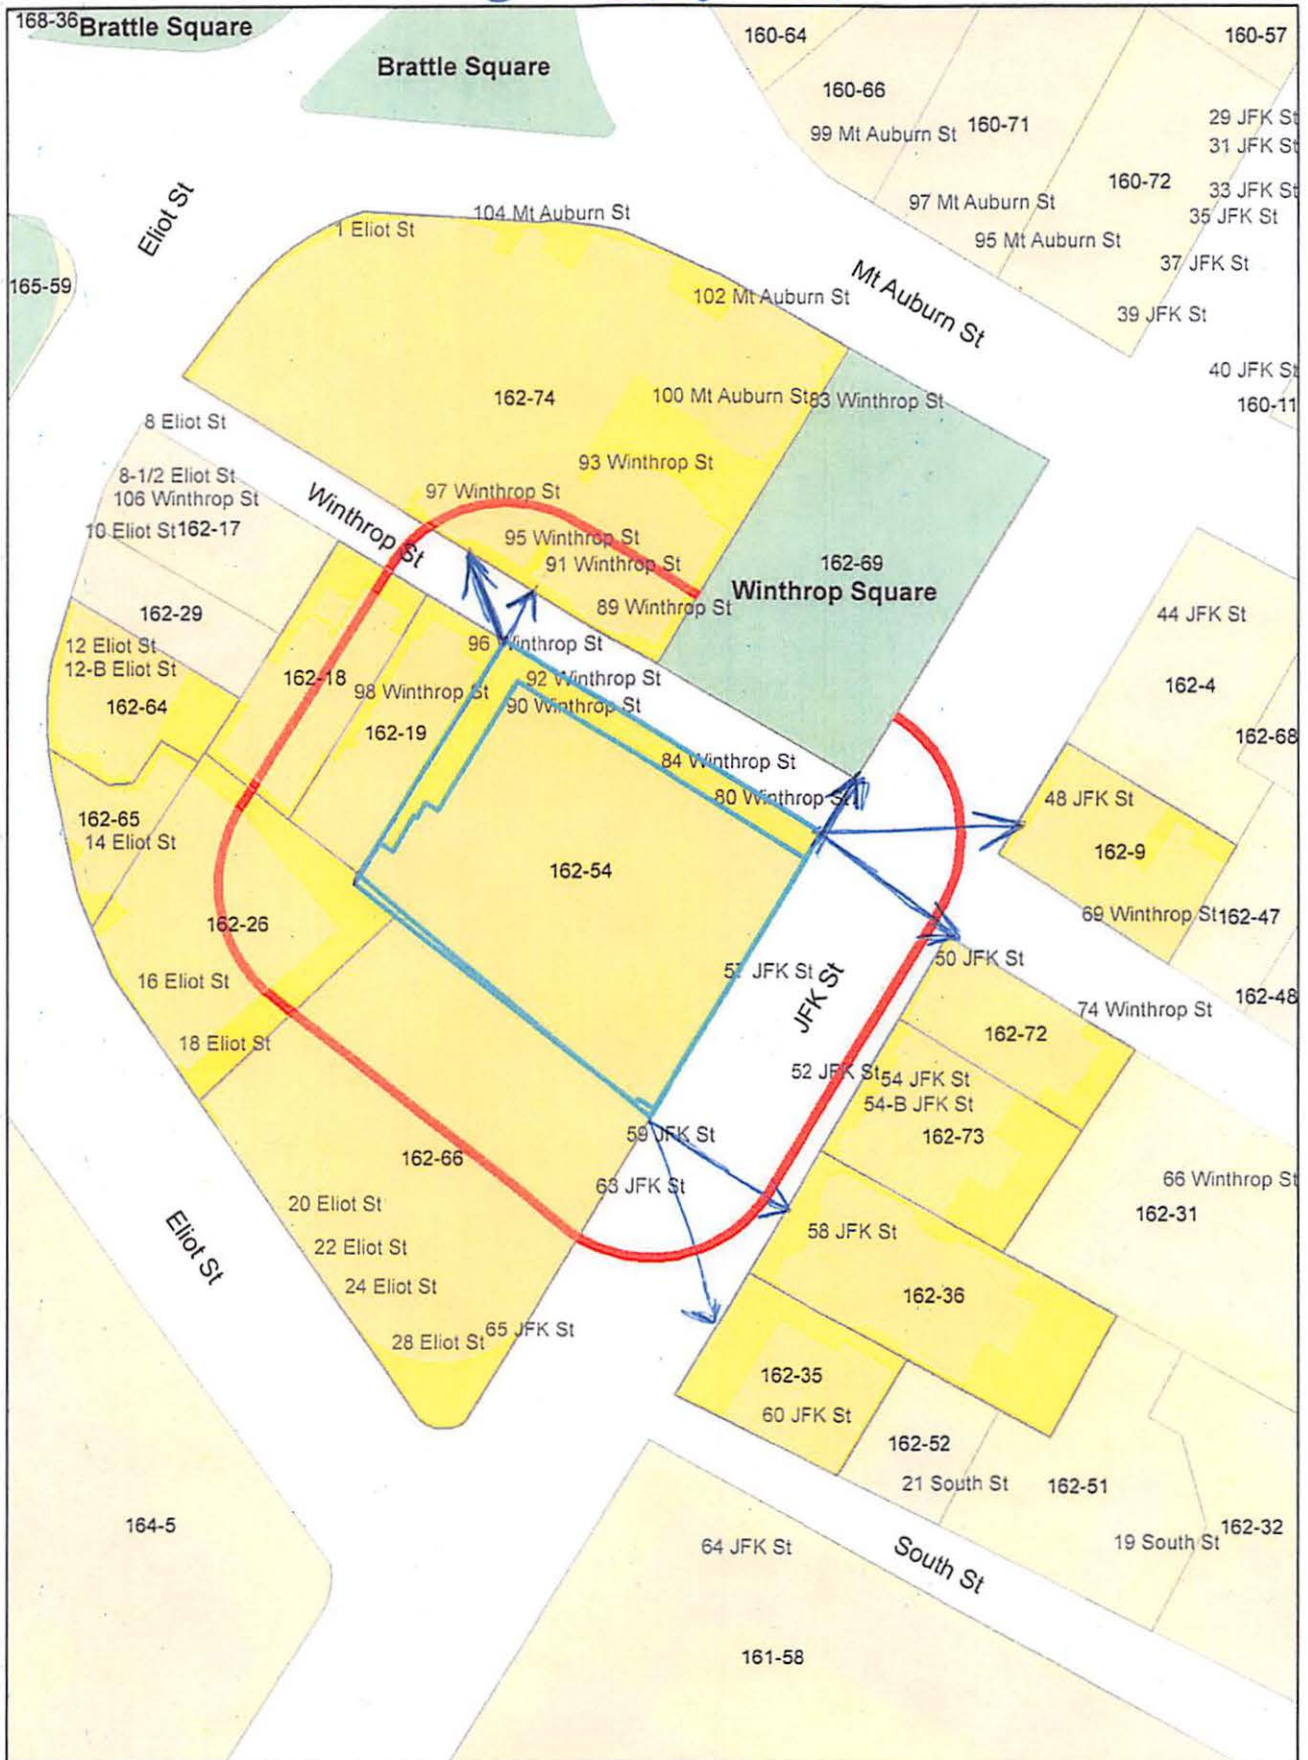 168-36 Brattle Square
Brattle Square
160-64
160-57
160-66
99 Mt Auburn St
160-71
29 JFK St
31 JFK St
160-72
33 JFK St
97 Mt Auburn St
35 JFK St
95 Mt Auburn St
37 JFK St
39 JFK St
40 JFK St
160-11
Eliot St
104 Mt Auburn St
1 Eliot St
165-59
102 Mt Auburn St
Mt Auburn St
162-74
100 Mt Auburn St
83 Winthrop St
8 Eliot St
93 Winthrop St
8-1/2 Eliot St
106 Winthrop St
10 Eliot St
162-17
Winthrop St
97 Winthrop St
95 Winthrop St
91 Winthrop St
89 Winthrop St
162-69
Winthrop Square
162-29
12 Eliot St
12-B Eliot St
162-64
162-18
98 Winthrop St
162-19
96 Winthrop St
92 Winthrop St
90 Winthrop St
84 Winthrop St
80 Winthrop St
44 JFK St
162-4
162-68
48 JFK St
162-9
69 Winthrop St
162-47
162-65
14 Eliot St
162-54
162-26
16 Eliot St
18 Eliot St
57 JFK St
JFK St
50 JFK St
74 Winthrop St
162-48
162-72
52 JFK St
54 JFK St
54-B JFK St
162-73
59 JFK St
63 JFK St
162-66
20 Eliot St
22 Eliot St
24 Eliot St
28 Eliot St
65 JFK St
Eliot St
66 Winthrop St
162-31
58 JFK St
162-36
162-35
60 JFK St
162-52
21 South St
162-51
19 South St
162-32
164-5
64 JFK St
South St
161-58